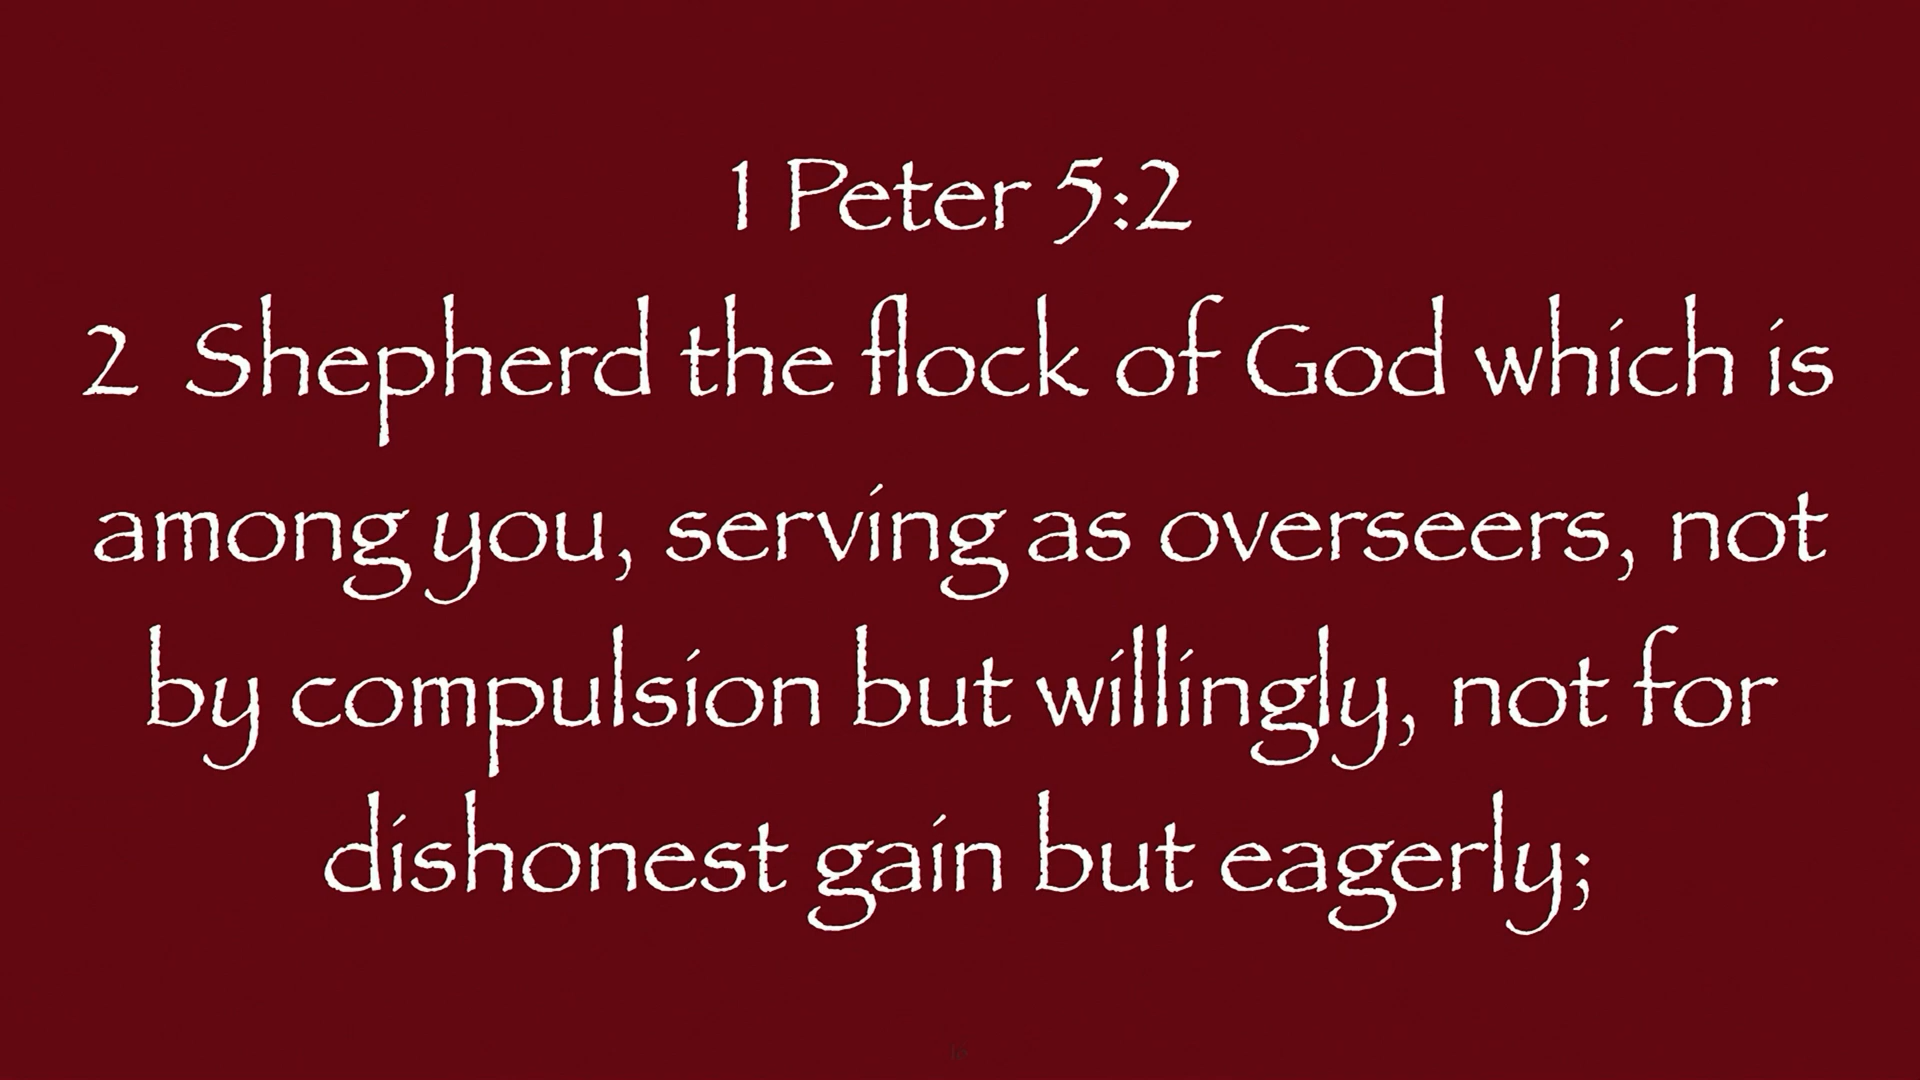 1 Peter 5:2
2 Shepherd the flock of God which is
among you, serving as overseers, not
by compulsion but willingly, not for
dishonest gain but eagerly;